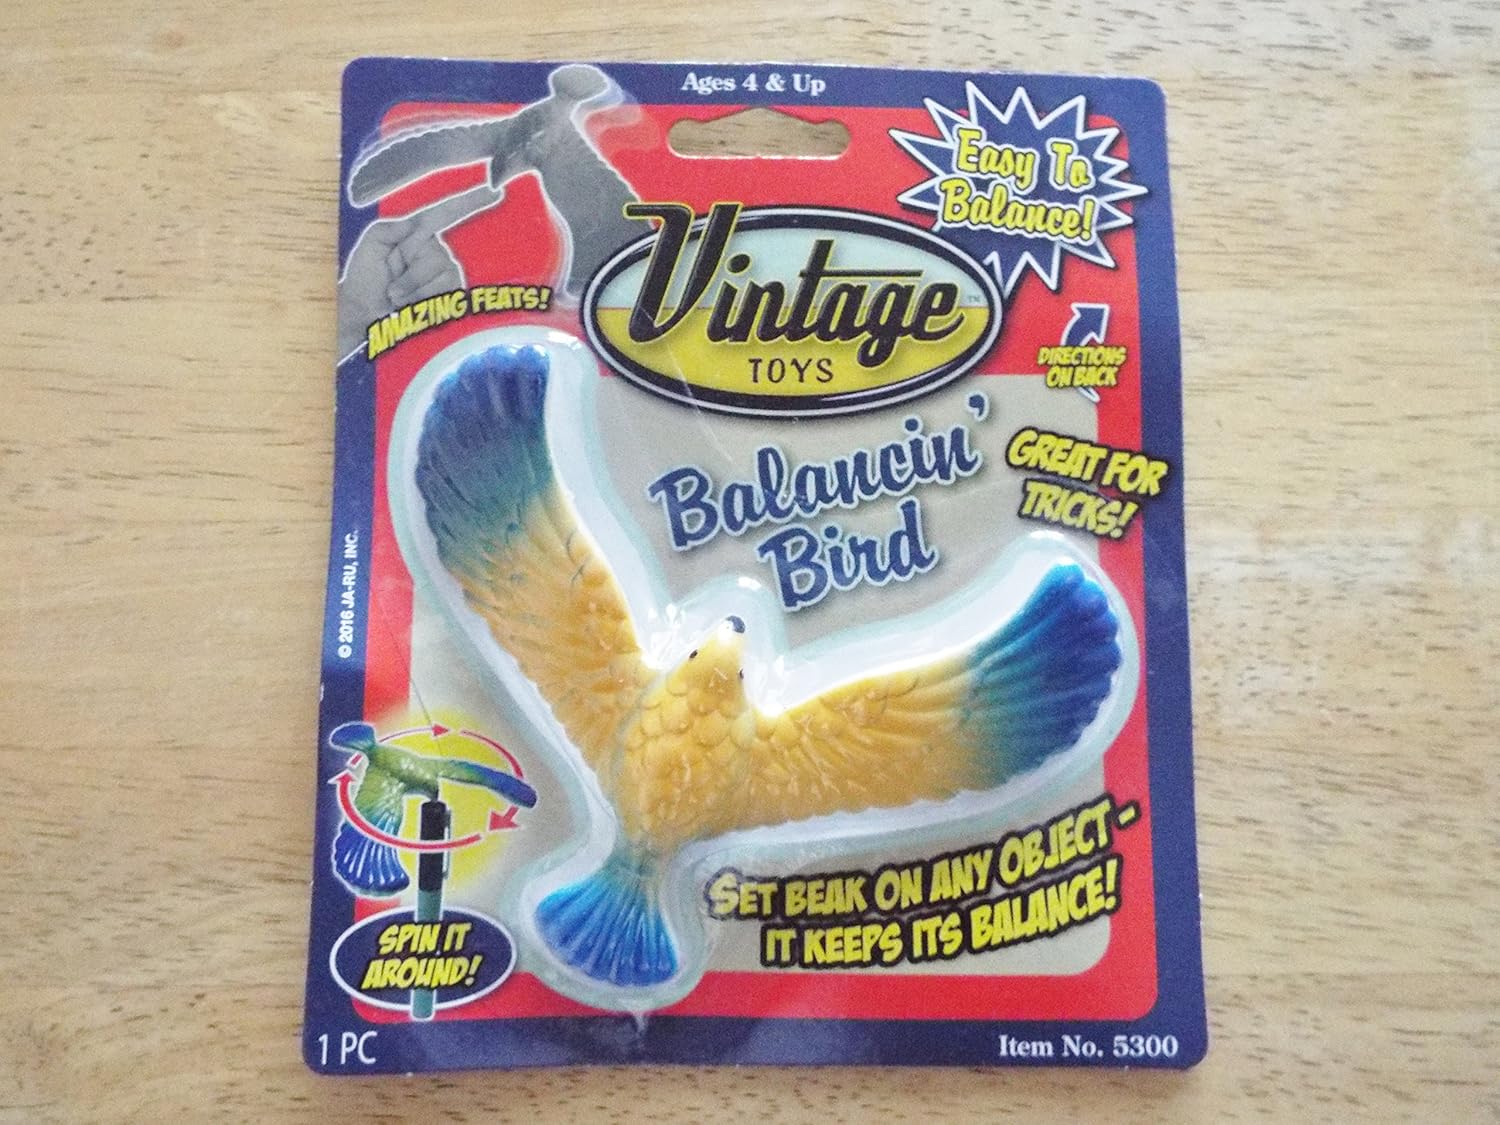 Ages 4 & Up
Easy To
Balance!
Vintage™
TOYS
AMAZING FEATS!
DIRECTIONS
ON BACK
Balancin'
Bird
GREAT FOR
TRICKS!
© 2016 JA-RU, INC.
SET BEAK ON ANY OBJECT -
IT KEEPS ITS BALANCE!
SPIN IT
AROUND!
1 PC
Item No. 5300